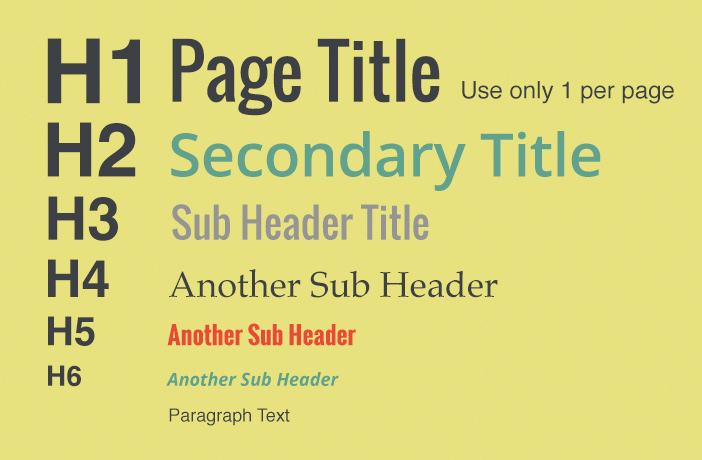 H1 Page Title Use only 1 per page
H2 Secondary Title
H3 Sub Header Title
H4 Another Sub Header
H5 Another Sub Header
H6 Another Sub Header
Paragraph Text